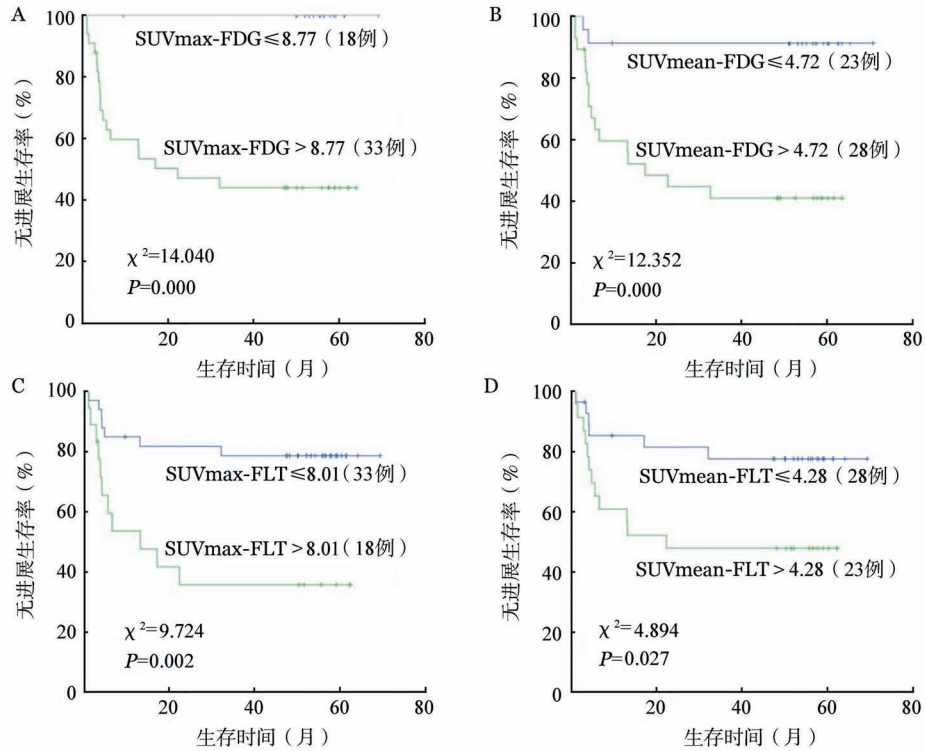 A
100
80
60
40
20
0
20
40
60
80
无进展生存率（%）
生存时间（月）
SUVmax-FDG≤8.77（18例）
SUVmax-FDG＞8.77（33例）
χ²=14.040
P=0.000
B
100
80
60
40
20
0
20
40
60
80
无进展生存率（%）
生存时间（月）
SUVmean-FDG≤4.72（23例）
SUVmean-FDG＞4.72（28例）
χ²=12.352
P=0.000
C
100
80
60
40
20
0
20
40
60
80
无进展生存率（%）
生存时间（月）
SUVmax-FLT≤8.01（33例）
SUVmax-FLT＞8.01（18例）
χ²=9.724
P=0.002
D
100
80
60
40
20
0
20
40
60
80
无进展生存率（%）
生存时间（月）
SUVmean-FLT≤4.28（28例）
SUVmean-FLT＞4.28（23例）
χ²=4.894
P=0.027